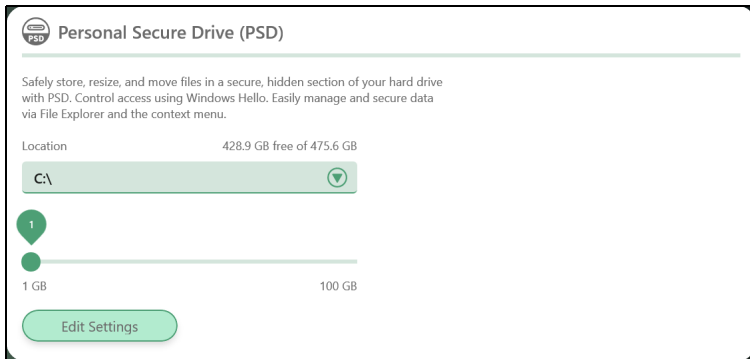 PSD
Personal Secure Drive (PSD)
Safely store, resize, and move files in a secure, hidden section of your hard drive
with PSD. Control access using Windows Hello. Easily manage and secure data
via File Explorer and the context menu.
Location 428.9 GB free of 475.6 GB
C:\
1
1 GB 100 GB
Edit Settings